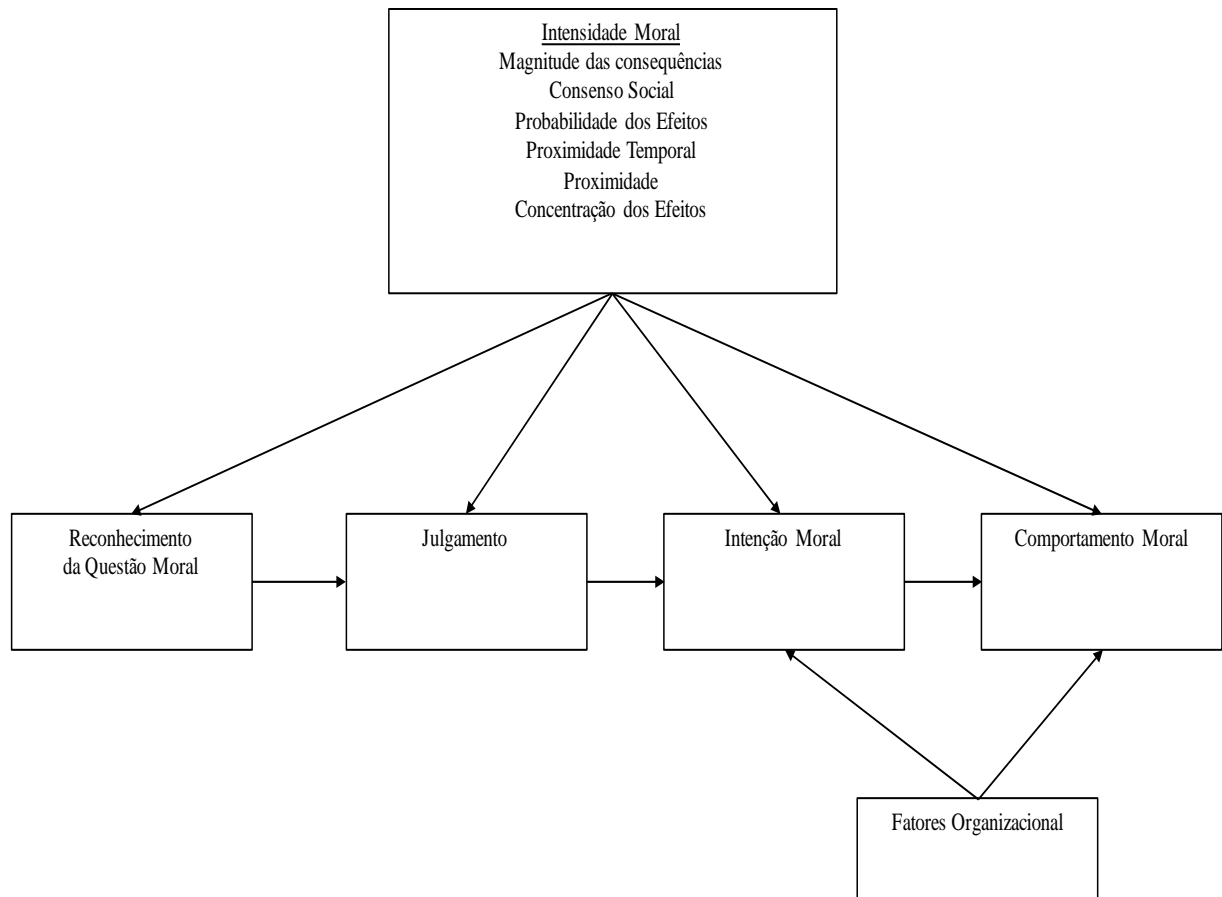 Intensidade Moral
Magnitude das consequências
Consenso Social
Probabilidade dos Efeitos
Proximidade Temporal
Proximidade
Concentração dos Efeitos
Reconhecimento
da Questão Moral
Julgamento
Intenção Moral
Comportamento Moral
Fatores Organizacional